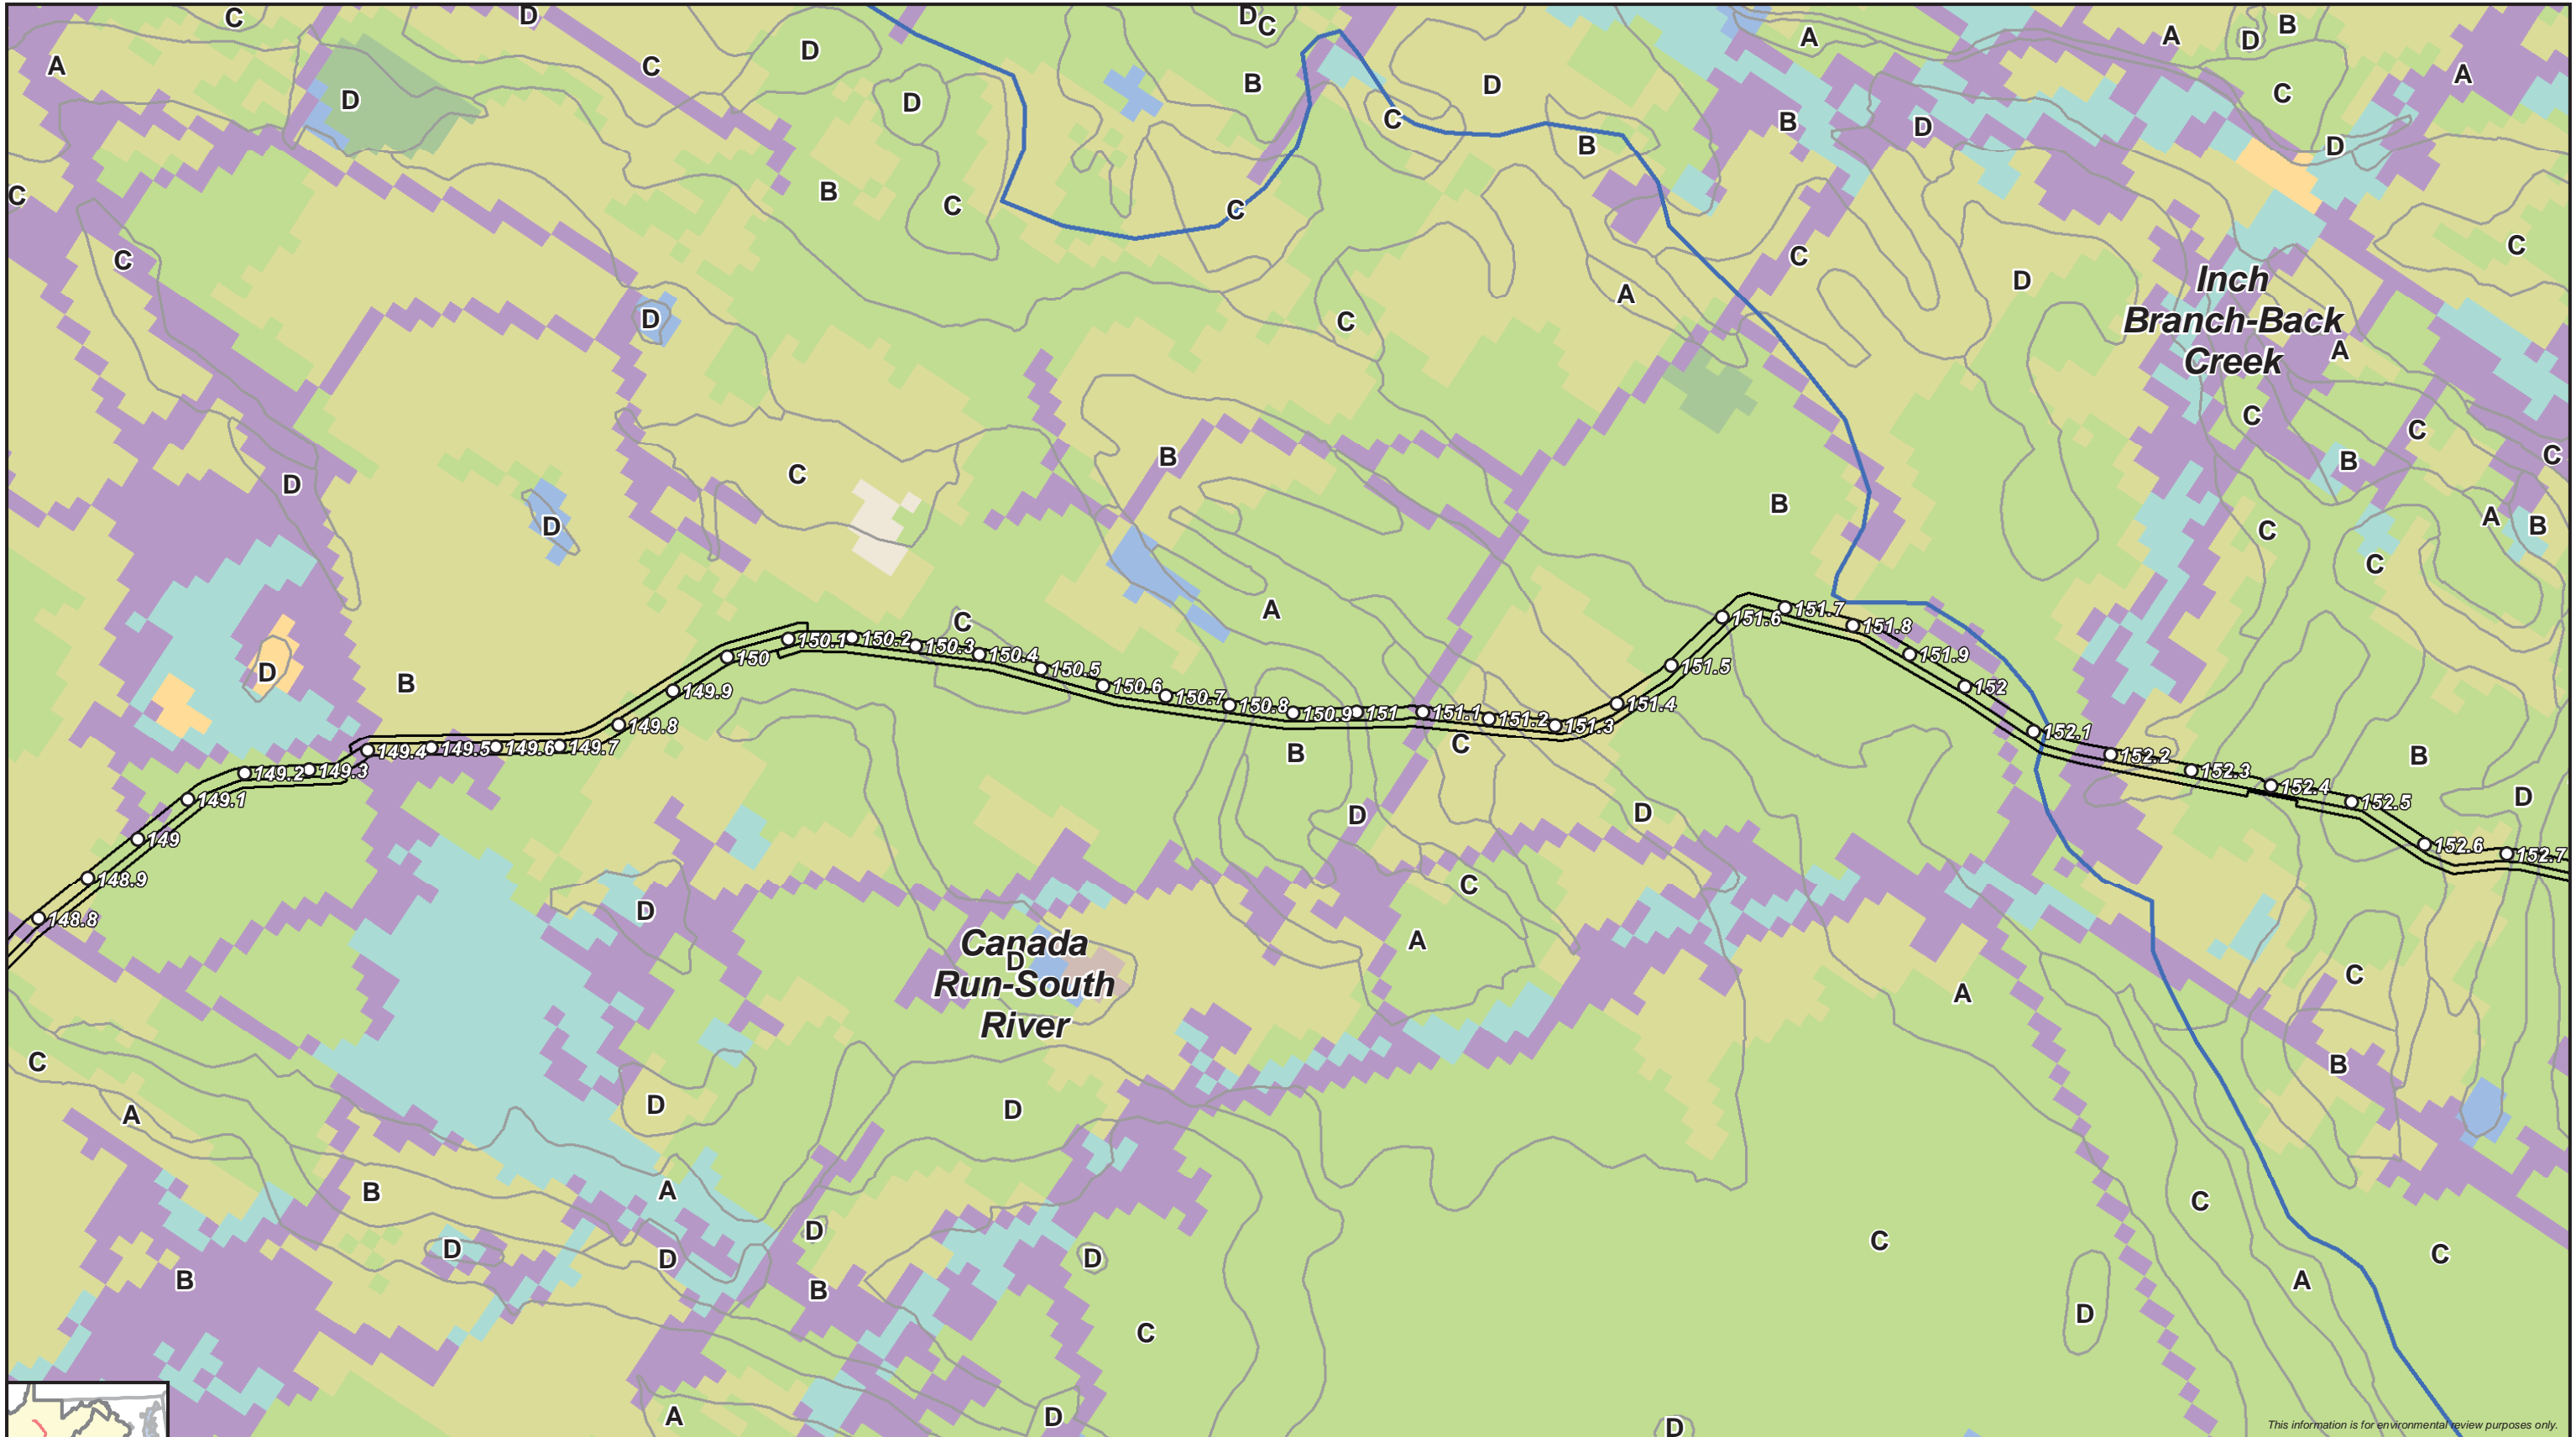 D
D
C
C
B
A
A
D
B
D
A
C
D
A
D
B
D
C
D
D
C
B
D
C
B
D
C
B
C
C
C
C
C
D
Inch
Branch-Back
Creek
A
D
C
A
C
C
B
C
B
C
D
B
A
B
D
C
C
A
C
D
B
151.7
151.6
151.8
150.1
150.2
150.3
150.4
150
150.5
151.9
151.5
149.9
150.6
152
150.7
151.4
150.8
150.9
151
151.1
151.2
151.3
149.8
152.1
149.4
149.5
149.6
149.7
C
B
B
152.2
149.2
149.3
152.3
152.4
D
149.1
152.5
D
D
149
152.6
152.7
148.9
C
148.8
D
Canada
D
Run-South
River
A
C
A
C
B
D
D
A
B
A
C
D
C
D
D
D
C
B
A
B
D
C
A
D
D
This information is for environmental review purposes only.